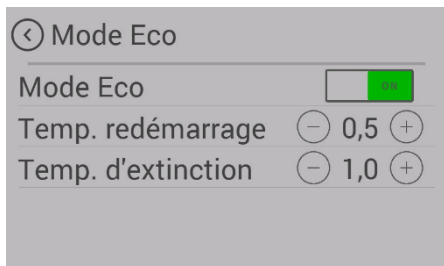 Mode Eco
Mode Eco ON
Temp. redémarrage - 0,5 +
Temp. d'extinction - 1,0 +